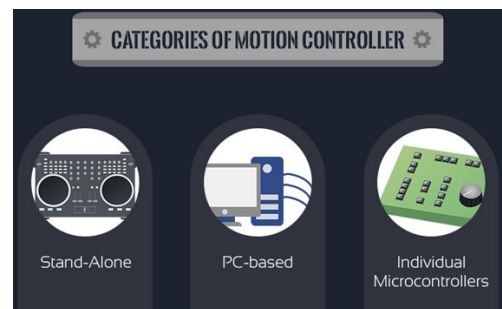 CATEGORIES OF MOTION CONTROLLER
Stand-Alone
PC-based
Individual
Microcontrollers